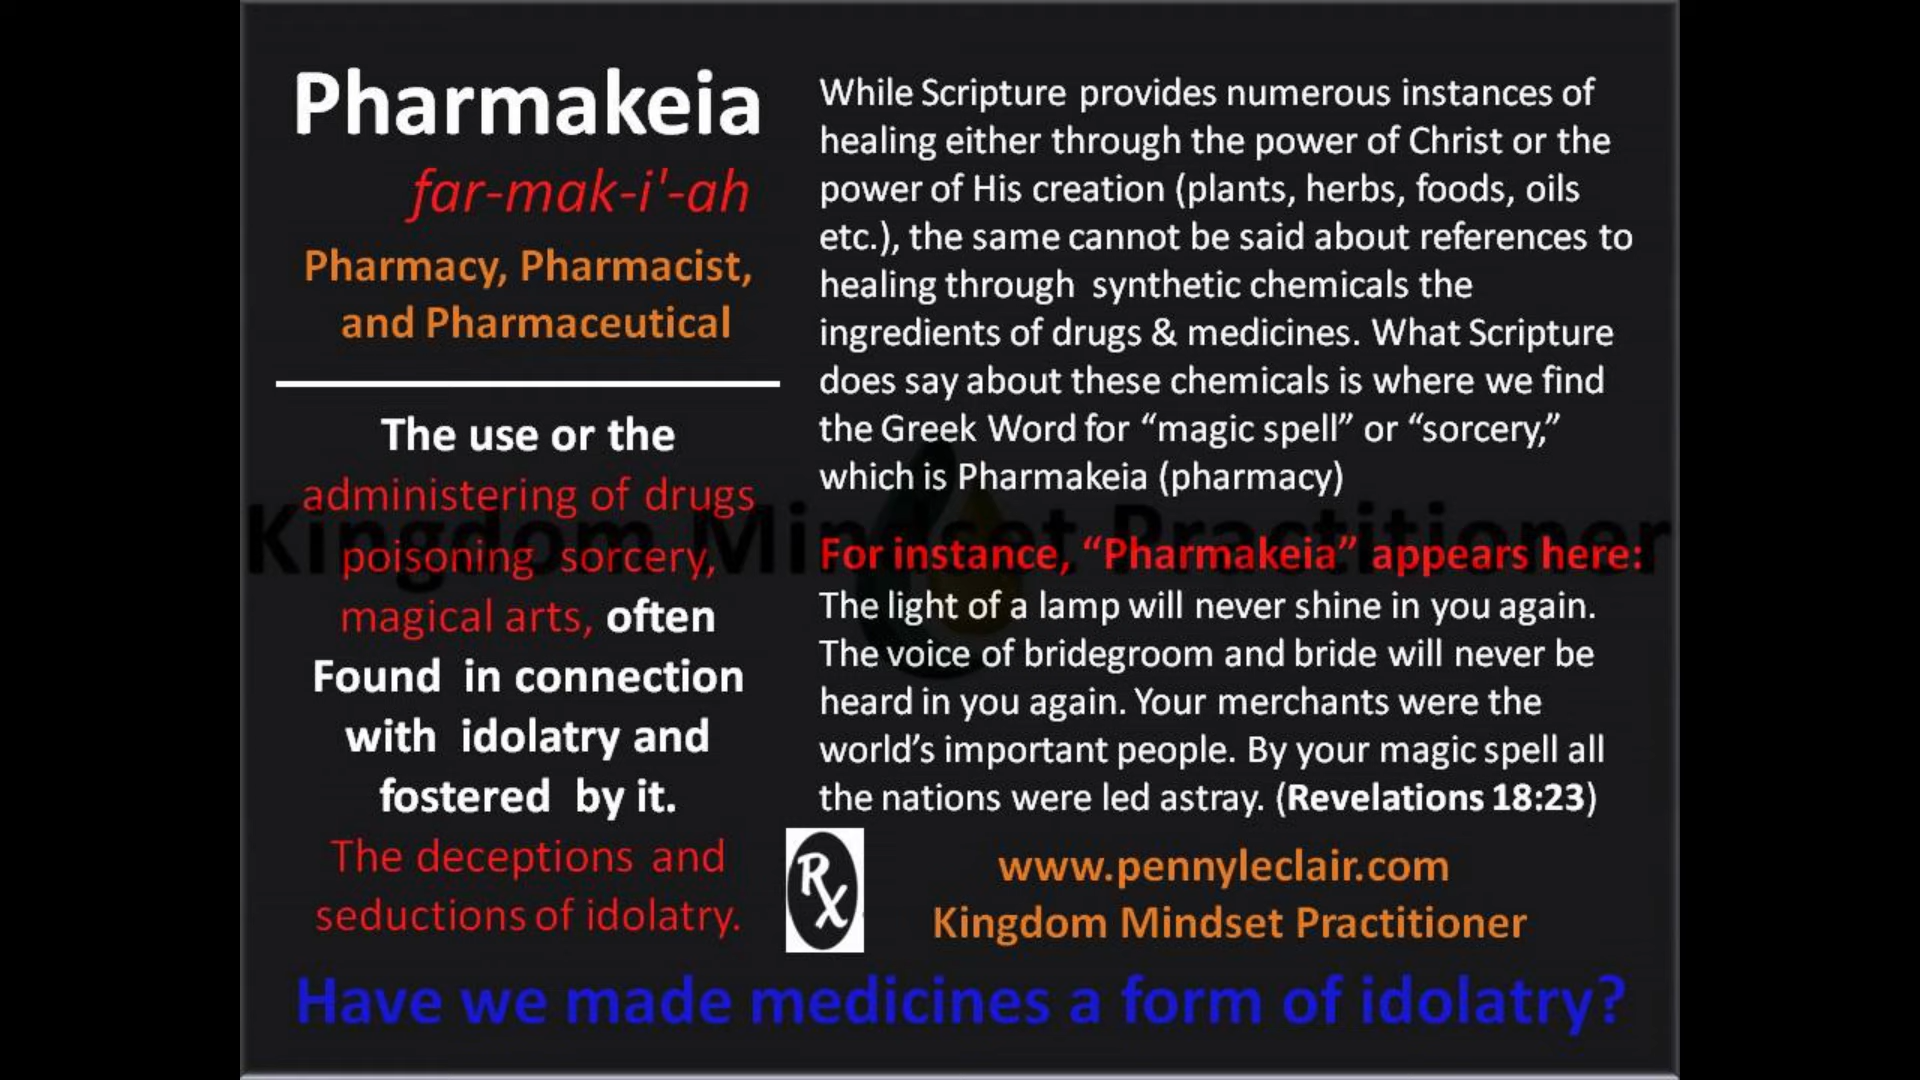 Pharmakeia
far-mak-i'-ah
Pharmacy, Pharmacist,
and Pharmaceutical
The use or the
administering of drugs
poisoning sorcery,
magical arts, often
Found in connection
with idolatry and
fostered by it.
The deceptions and
seductions of idolatry.
While Scripture provides numerous instances of
healing either through the power of Christ or the
power of His creation (plants, herbs, foods, oils
etc.), the same cannot be said about references to
healing through synthetic chemicals the
ingredients of drugs & medicines. What Scripture
does say about these chemicals is where we find
the Greek Word for “magic spell” or “sorcery,”
which is Pharmakeia (pharmacy)
For instance, “Pharmakeia” appears here:
The light of a lamp will never shine in you again.
The voice of bridegroom and bride will never be
heard in you again. Your merchants were the
world’s important people. By your magic spell all
the nations were led astray. (Revelations 18:23)
Rx
www.pennyleclair.com
Kingdom Mindset Practitioner
Have we made medicines a form of idolatry?
Kingdom Mindset Practitioner